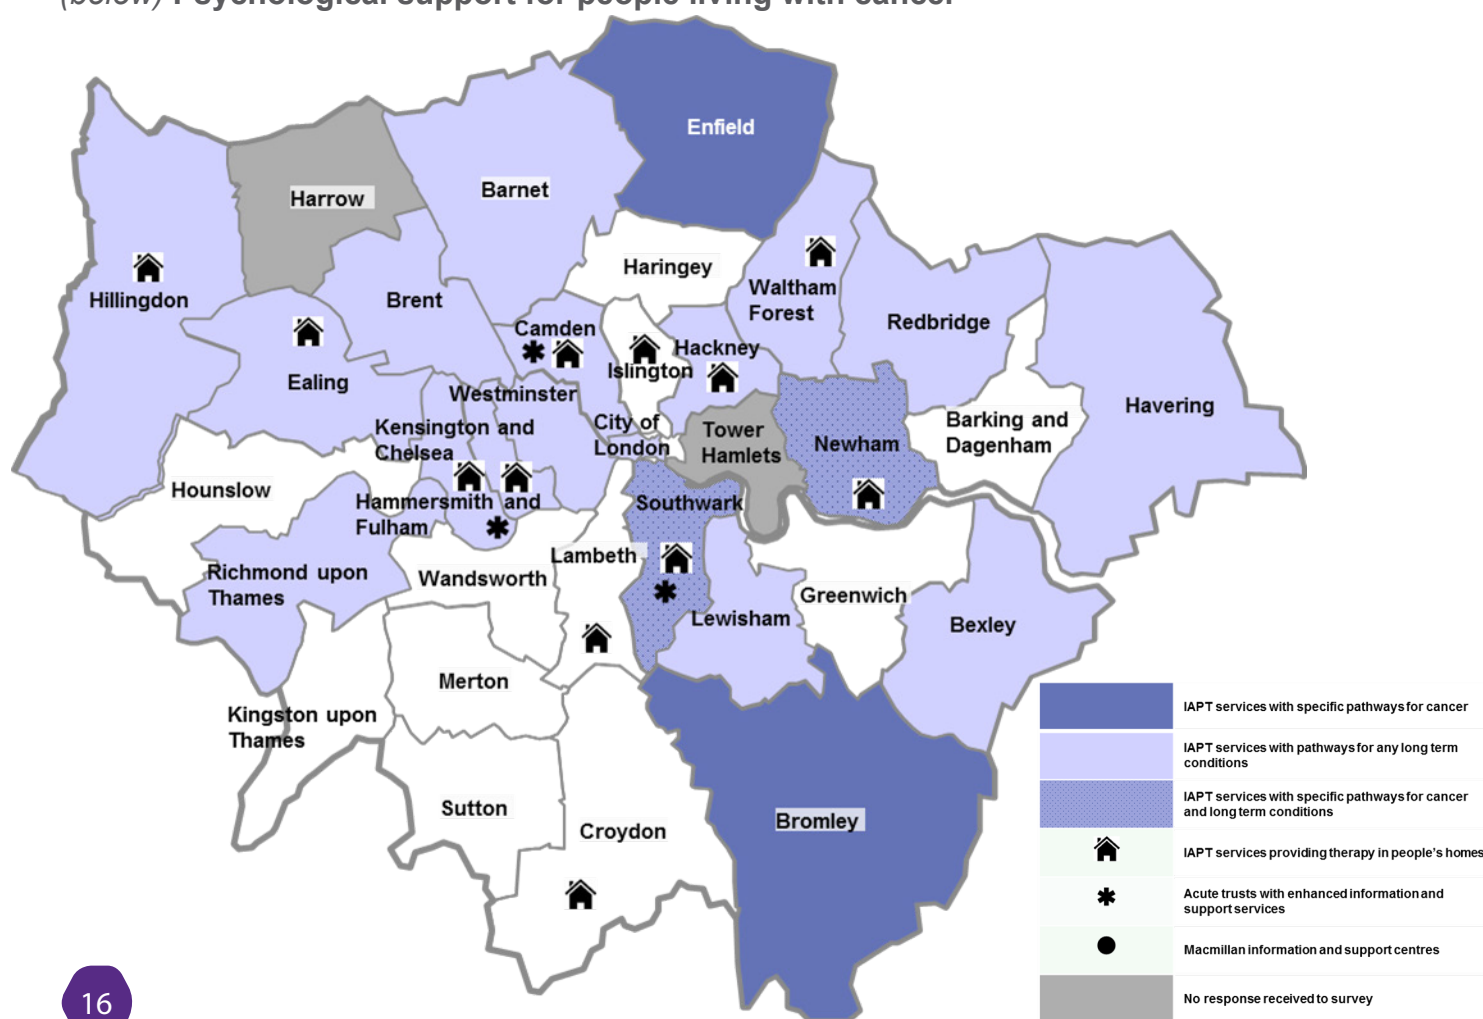 (below) Psychological support for people living with cancer
Enfield
Harrow
Barnet
Haringey
Waltham
Forest
Hillingdon
Brent
Redbridge
Camden
Hackney
Islington
Ealing
Westminster
Havering
City of
London
Kensington and
Chelsea
Tower
Hamlets
Newham
Barking and
Dagenham
Hounslow
Hammersmith and
Fulham
Southwark
Lambeth
Richmond upon
Thames
Wandsworth
Greenwich
Lewisham
Bexley
Merton
Kingston upon
Thames
Sutton
Croydon
Bromley
IAPT services with specific pathways for cancer
IAPT services with pathways for any long term
conditions
IAPT services with specific pathways for cancer
and long term conditions
IAPT services providing therapy in people's homes
Acute trusts with enhanced information and
support services
Macmillan information and support centres
No response received to survey
16